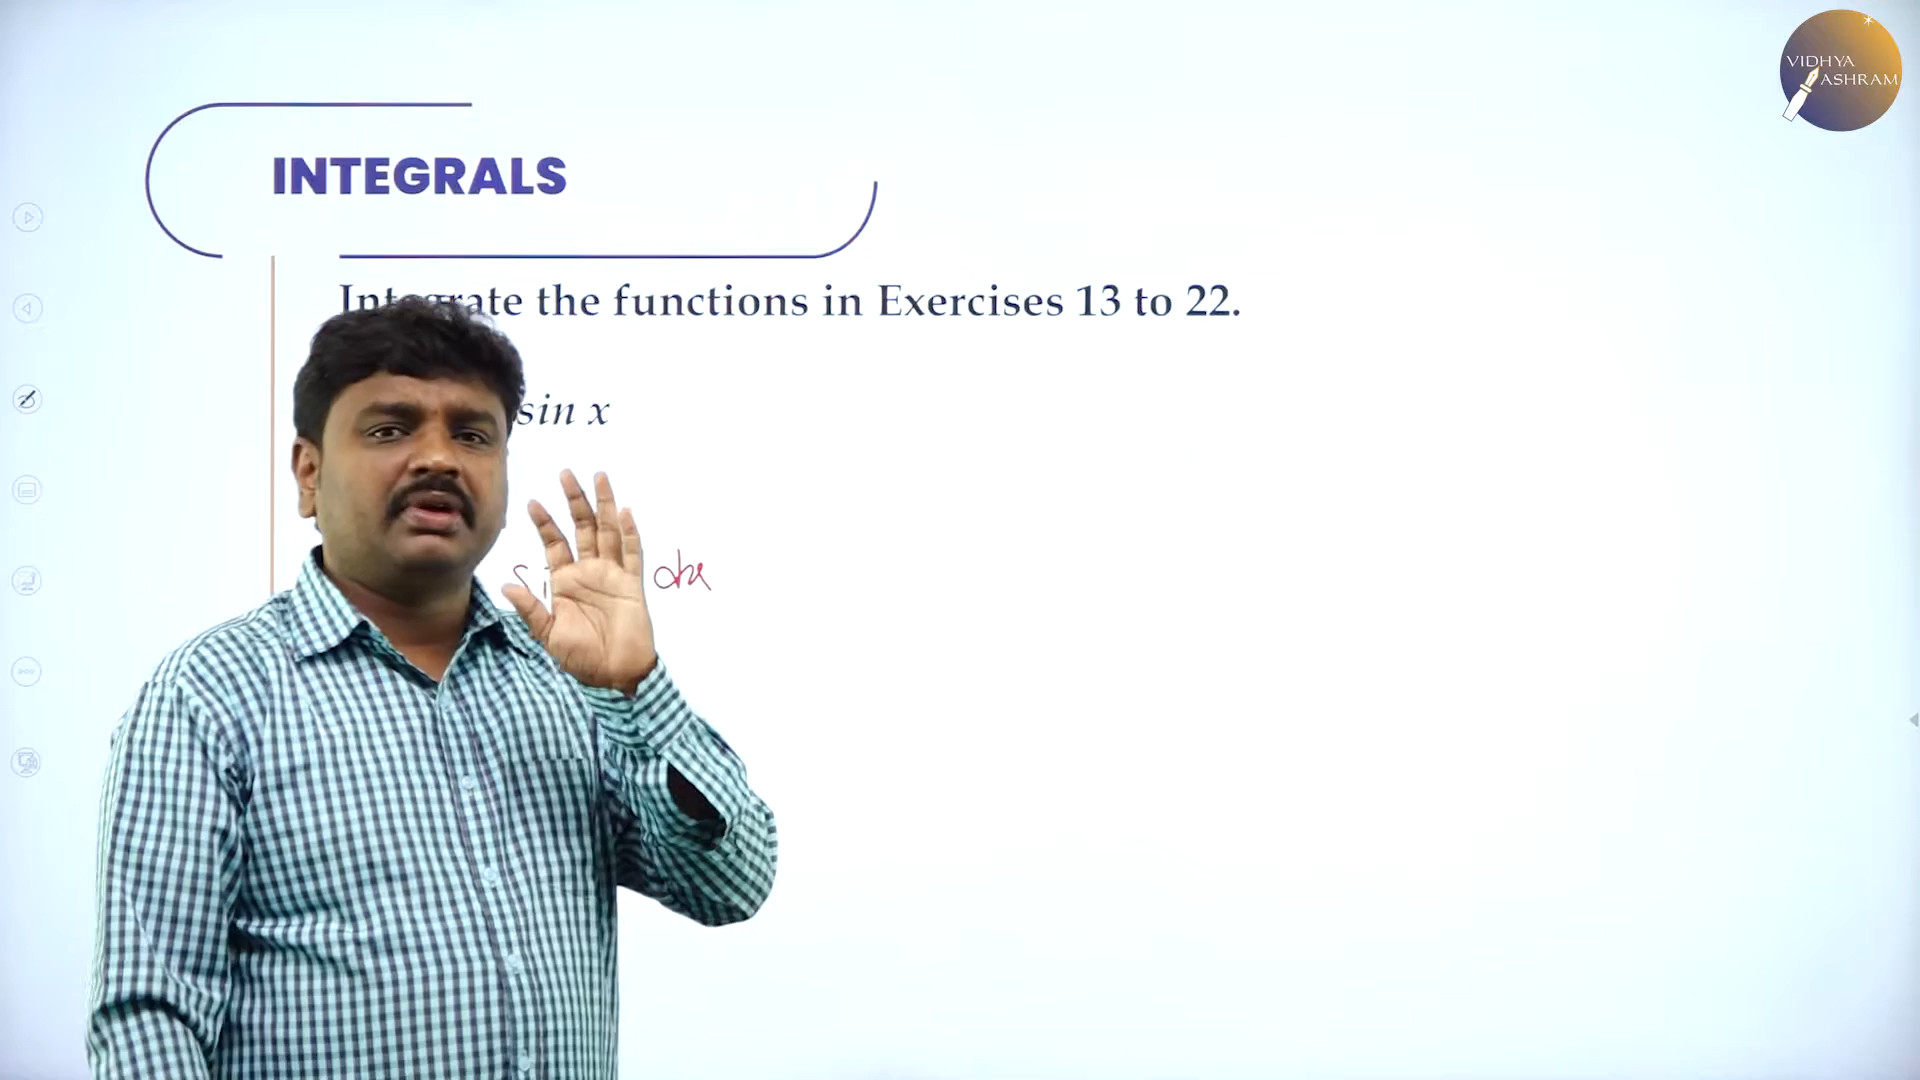 VIDHYA
ASHRAM
INTEGRALS
Integrate the functions in Exercises 13 to 22.
sin x
dx